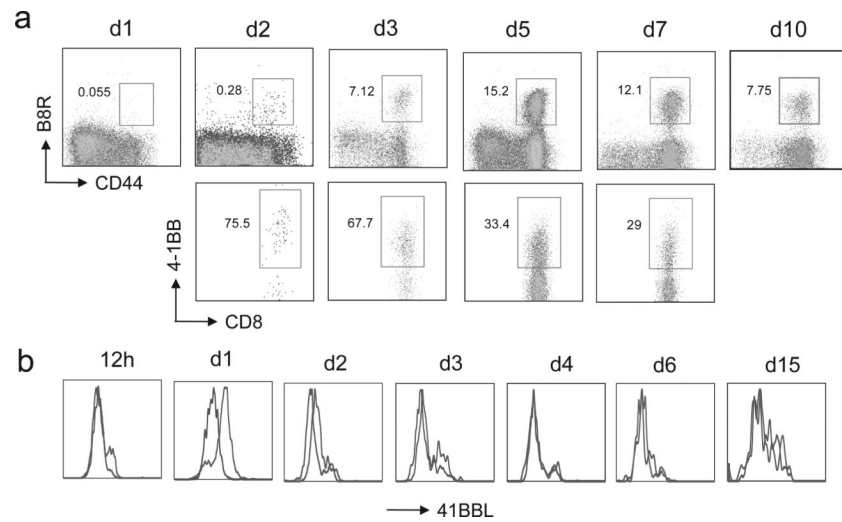 a
d1 d2 d3 d5 d7 d10
B8R
0.055 0.28 7.12 15.2 12.1 7.75
CD44
4-1BB
75.5 67.7 33.4 29
CD8
b
12h d1 d2 d3 d4 d6 d15
41BBL